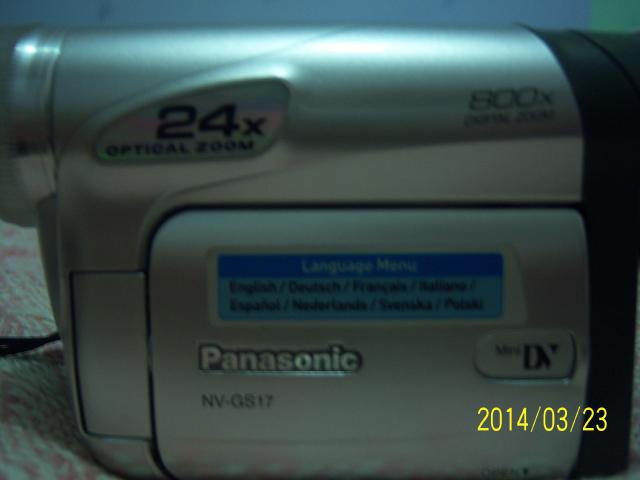 24x
OPTICAL ZOOM
800x
DIGITAL ZOOM
Language Menu
English / Deutsch / Français / Italiano /
Español / Nederlands / Svenska / Polski
Panasonic
Mini DV
NV-GS17
2014/03/23
OPEN